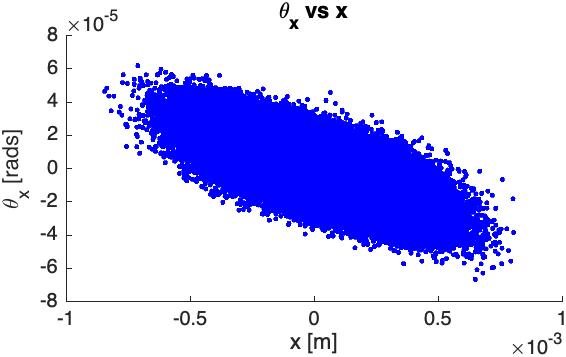 θx vs x
×10-5
8
6
4
2
0
-2
-4
-6
-8
θx [rads]
-1 -0.5 0 0.5 1
x [m]
×10-3